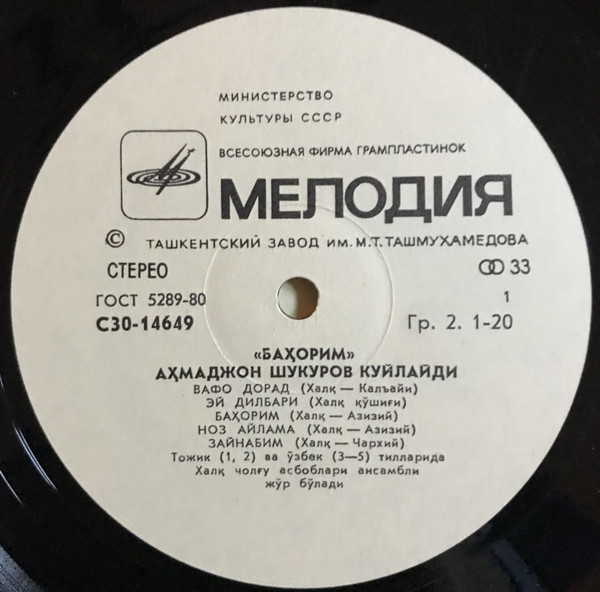 МИНИСТЕРСТВО
КУЛЬТУРЫ СССР
ВСЕСОЮЗНАЯ ФИРМА ГРАМПЛАСТИНОК
МЕЛОДИЯ
© ТАШКЕНТСКИЙ ЗАВОД ИМ. М. Т. ТАШМУХАМЕДОВА
СТЕРЕО 33
ГОСТ 5289-80 1
С30-14649 Гр. 2. 1-20
«БАҲОРИМ»
АҲМАДЖОН ШУКУРОВ КУЙЛАЙДИ
ВАФО ДОРАД (Халқ — Калъайи)
ЭЙ ДИЛБАРИ (Халқ қўшиғи)
БАҲОРИМ (Халқ — Азизий)
НОЗ АЙЛАМА (Халқ — Азизий)
ЗАЙНАБИМ (Халқ — Чархий)
Тожик (1, 2) ва ўзбек (3—5) тилларида
Халқ чолғу асбоблари ансамбли
жўр бўлади